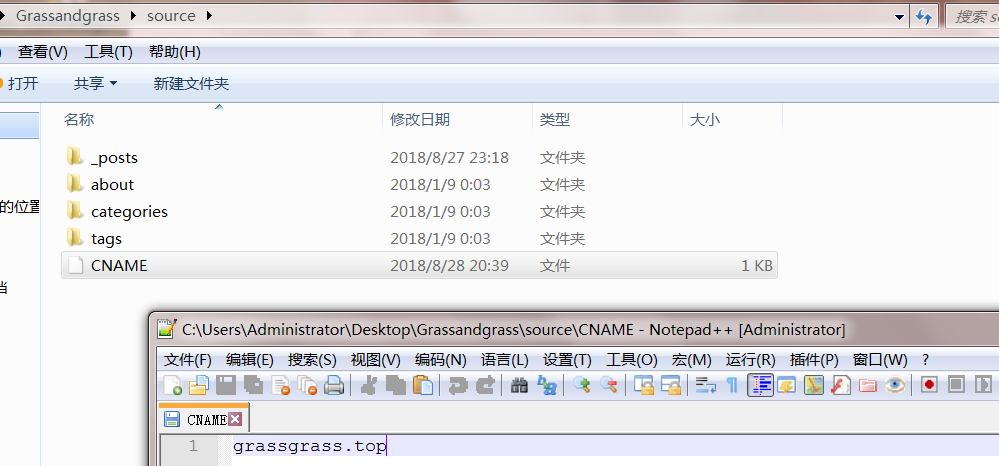 Grassandgrass source 搜索
查看(V) 工具(T) 帮助(H)
打开 共享 新建文件夹
名称 修改日期 类型 大小
_posts 2018/8/27 23:18 文件夹
about 2018/1/9 0:03 文件夹
的位置 categories 2018/1/9 0:03 文件夹
tags 2018/1/9 0:03 文件夹
CNAME 2018/8/28 20:39 文件 1 KB
档
C:\Users\Administrator\Desktop\Grassandgrass\source\CNAME - Notepad++ [Administrator]
文件(F) 编辑(E) 搜索(S) 视图(V) 编码(N) 语言(L) 设置(T) 工具(O) 宏(M) 运行(R) 插件(P) 窗口(W) ?
CNAME
1 grassgrass.top